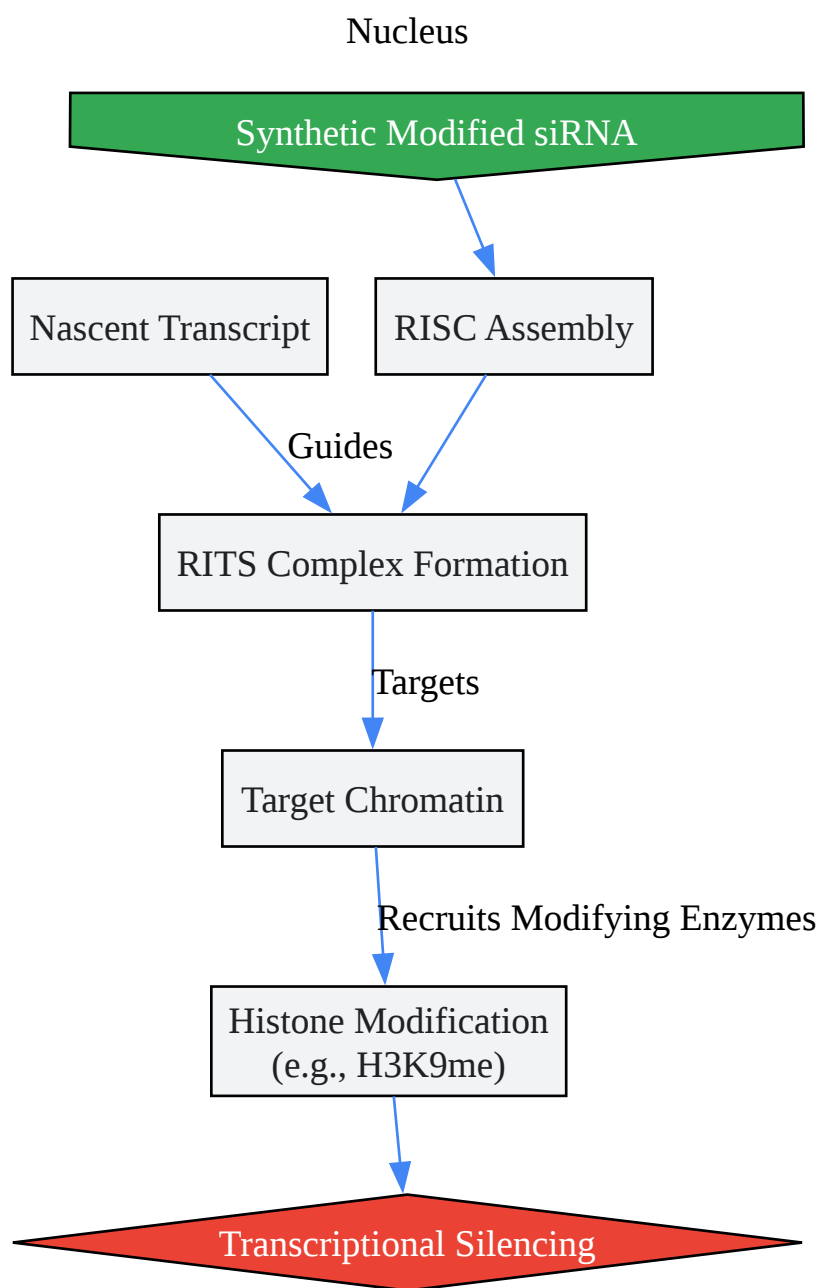 Nucleus
Synthetic Modified siRNA
Nascent Transcript
RISC Assembly
Guides
RITS Complex Formation
Targets
Target Chromatin
Recruits Modifying Enzymes
Histone Modification
(e.g., H3K9me)
Transcriptional Silencing